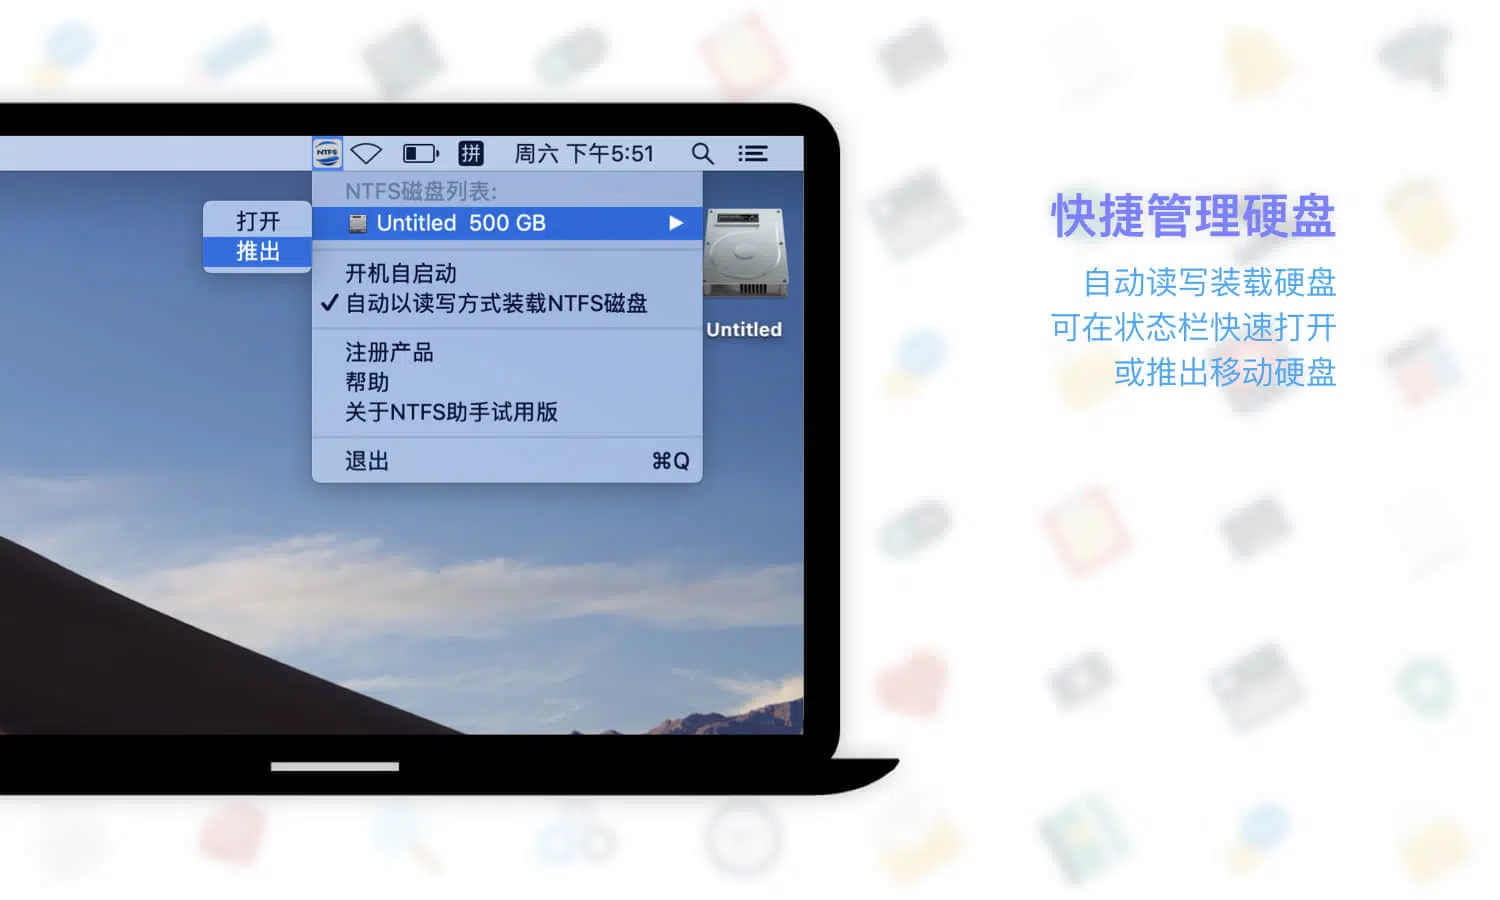 NTFS
拼
周六 下午5:51
NTFS磁盘列表:
Untitled 500 GB
打开
推出
开机自启动
✓自动以读写方式装载NTFS磁盘
注册产品
帮助
关于NTFS助手试用版
退出 ⌘Q
Untitled
快捷管理硬盘
自动读写装载硬盘
可在状态栏快速打开
或推出移动硬盘